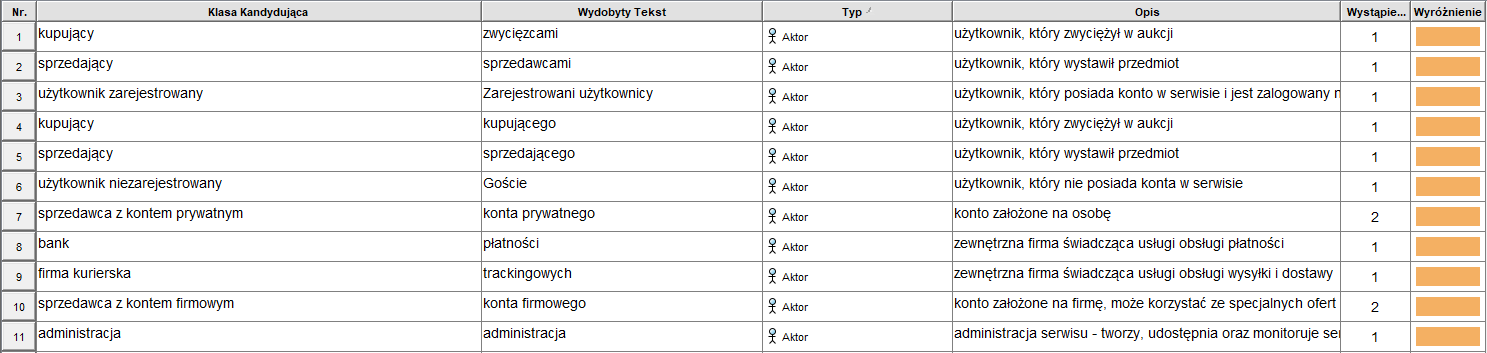 Nr. Klasa Kandydująca Wydobyty Tekst Typ Opis Wystąpie... Wyróżnienie
1 kupujący zwycięzcami Aktor użytkownik, który zwyciężył w aukcji 1
2 sprzedający sprzedawcami Aktor użytkownik, który wystawił przedmiot 1
3 użytkownik zarejestrowany Zarejestrowani użytkownicy Aktor użytkownik, który posiada konto w serwisie i jest zalogowany 1
4 kupujący kupującego Aktor użytkownik, który zwyciężył w aukcji 1
5 sprzedający sprzedającego Aktor użytkownik, który wystawił przedmiot 1
6 użytkownik niezarejestrowany Goście Aktor użytkownik, który nie posiada konta w serwisie 1
7 sprzedawca z kontem prywatnym konta prywatnego Aktor konto założone na osobę 2
8 bank płatności Aktor zewnętrzna firma świadcząca usługi obsługi płatności 1
9 firma kurierska trackingowych Aktor zewnętrzna firma świadcząca usługi obsługi wysyłki i dostawy 1
10 sprzedawca z kontem firmowym konta firmowego Aktor konto założone na firmę, może korzystać ze specjalnych ofert 2
11 administracja administracja Aktor administracja serwisu - tworzy, udostępnia oraz monitoruje 1